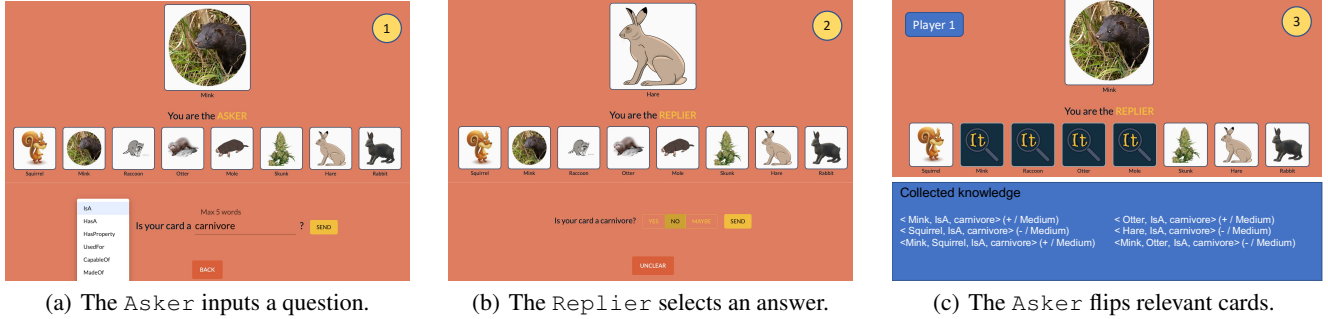 1
Mink
You are the ASKER
Squirrel Mink Raccoon Otter Mole Skunk Hare Rabbit
IsA
HasA
HasProperty
UsedFor
CapableOf
MadeOf
Max 5 words
Is your card a carnivore ? SEND
BACK
(a) The Asker inputs a question.
2
Hare
You are the REPLIER
Squirrel Mink Raccoon Otter Mole Skunk Hare Rabbit
Is your card a carnivore? YES NO MAYBE SEND
UNCLEAR
(b) The Replier selects an answer.
Player 1
3
Mink
You are the REPLIER
It It It It
Squirrel Mink Raccoon Otter Mole Skunk Hare Rabbit
Collected knowledge
< Mink, IsA, carnivore> (+ / Medium) < Otter, IsA, carnivore> (+ / Medium)
< Squirrel, IsA, carnivore> (- / Medium) < Hare, IsA, carnivore> (- / Medium)
<Mink, Squirrel, IsA, carnivore> (+ / Medium) <Mink, Otter, IsA, carnivore> (- / Medium)
(c) The Asker flips relevant cards.